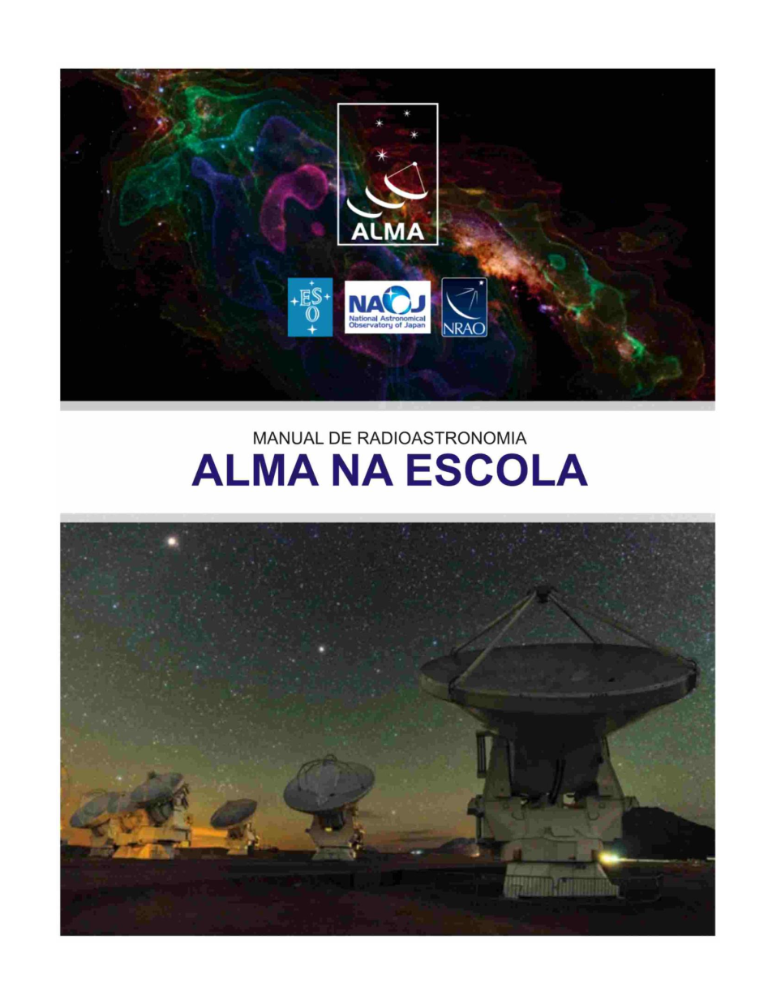 ALMA
ESO
NAOJ
National Astronomical
Observatory of Japan
NRAO
MANUAL DE RADIOASTRONOMIA
ALMA NA ESCOLA